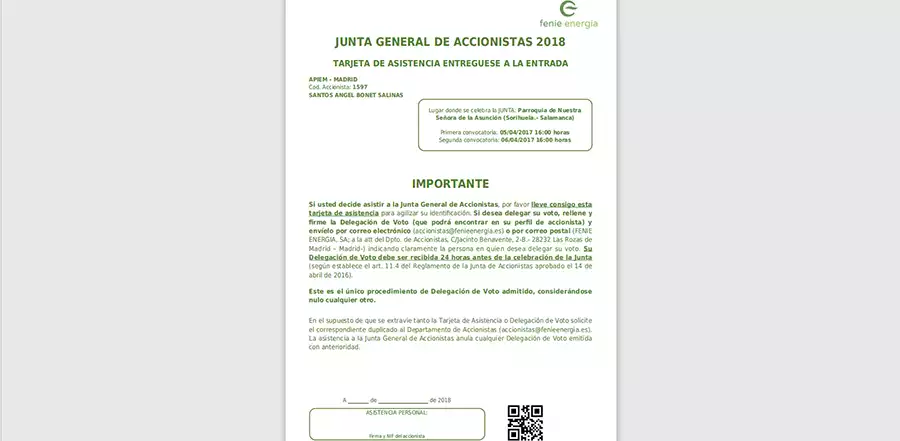 fenie energía
JUNTA GENERAL DE ACCIONISTAS 2018
TARJETA DE ASISTENCIA ENTREGUESE A LA ENTRADA
APIEM - MADRID
Cod. Accionista: 1597
SANTOS ANGEL BONET SALINAS
Lugar donde se celebra la JUNTA: Parroquia de Nuestra
Señora de la Asunción (Sorihuela.- Salamanca)
Primera convocatoria: 05/04/2017 16:00 horas
Segunda convocatoria: 06/04/2017 16:00 horas
IMPORTANTE
Si usted decide asistir a la Junta General de Accionistas, por favor lleve consigo esta
tarjeta de asistencia para agilizar su identificación. Si desea delegar su voto, rellene y
firme la Delegación de Voto (que podrá encontrar en su perfil de accionista) y
envíelo por correo electrónico (accionistas@fenieenergia.es) o por correo postal (FENIE
ENERGIA, SA; a la att del Dpto. de Accionistas, C/Jacinto Benavente, 2-B.- 28232 Las Rozas de
Madrid – Madrid-) indicando claramente la persona en quien desea delegar su voto. Su
Delegación de Voto debe ser recibida 24 horas antes de la celebración de la Junta
(según establece el art. 11.4 del Reglamento de la Junta de Accionistas aprobado el 14 de
abril de 2016).
Este es el único procedimiento de Delegación de Voto admitido, considerándose
nulo cualquier otro.
En el supuesto de que se extravíe tanto la Tarjeta de Asistencia o Delegación de Voto solicite
el correspondiente duplicado al Departamento de Accionistas (accionistas@fenieenergia.es).
La asistencia a la Junta General de Accionistas anula cualquier Delegación de Voto emitida
con anterioridad.
A ______ de ______________ de 2018
ASISTENCIA PERSONAL:
Firma y NIF del accionista